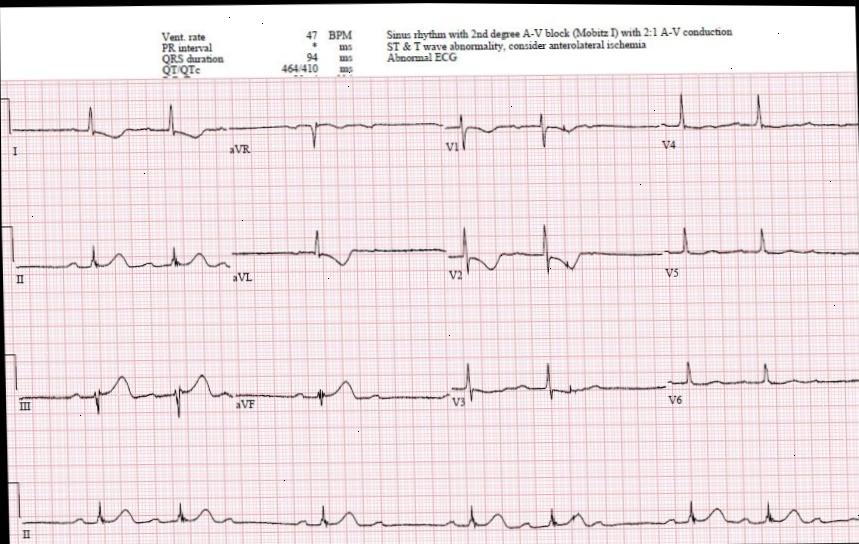 Vent. rate 47 BPM
PR interval * ms
QRS duration 94 ms
QT/QTc 464/410 ms
Sinus rhythm with 2nd degree A-V block (Mobitz I) with 2:1 A-V conduction
ST & T wave abnormality, consider anterolateral ischemia
Abnormal ECG
I aVR V1 V4
II aVL V2 V5
III aVF V3 V6
II